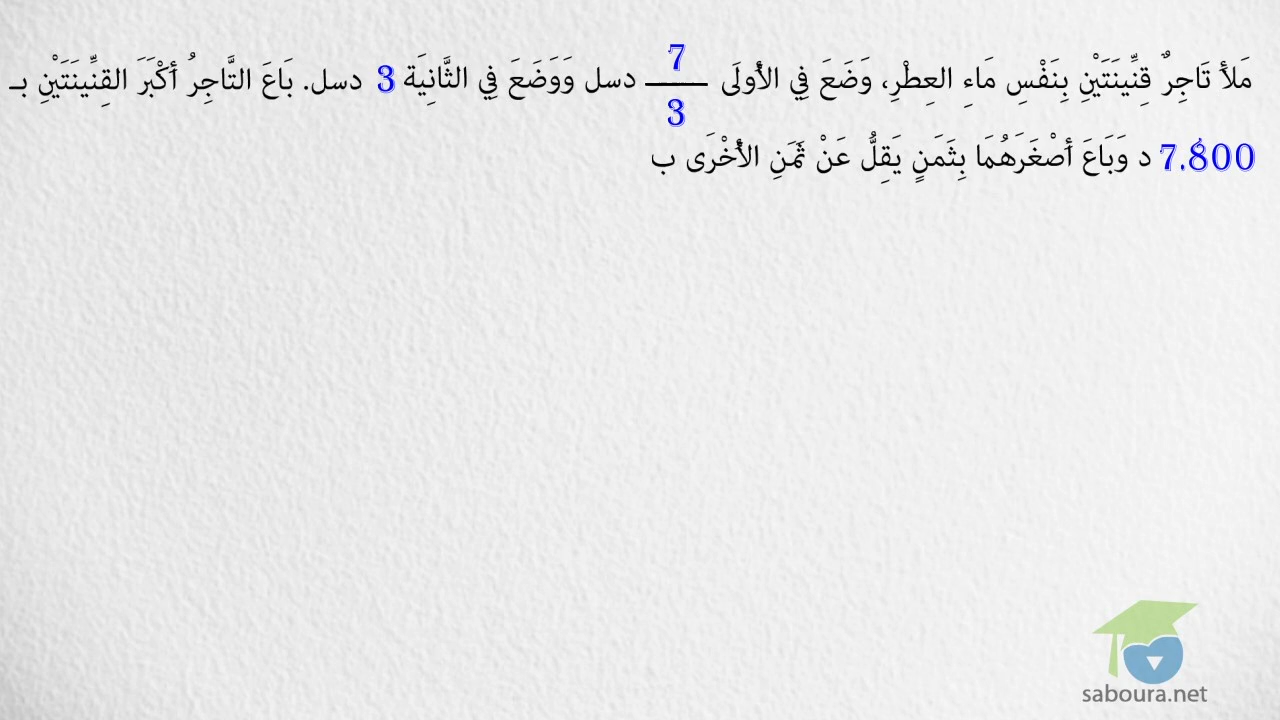 مَلَأَ تَاجِرٌ قِنِّينَتَيْنِ بِنَفْسِ مَاءِ العِطْرِ، وَضَعَ فِي الأُولَى 7/3 دسل وَوَضَعَ فِي الثَّانِيَة 3 دسل. بَاعَ التَّاجِرُ أَكْبَرَ القِنِّينَتَيْنِ بـ
7.800 د وَبَاعَ أَصْغَرَهُمَا بِثَمَنٍ يَقِلُّ عَنْ ثَمَنِ الأُخْرَى ب
saboura.net